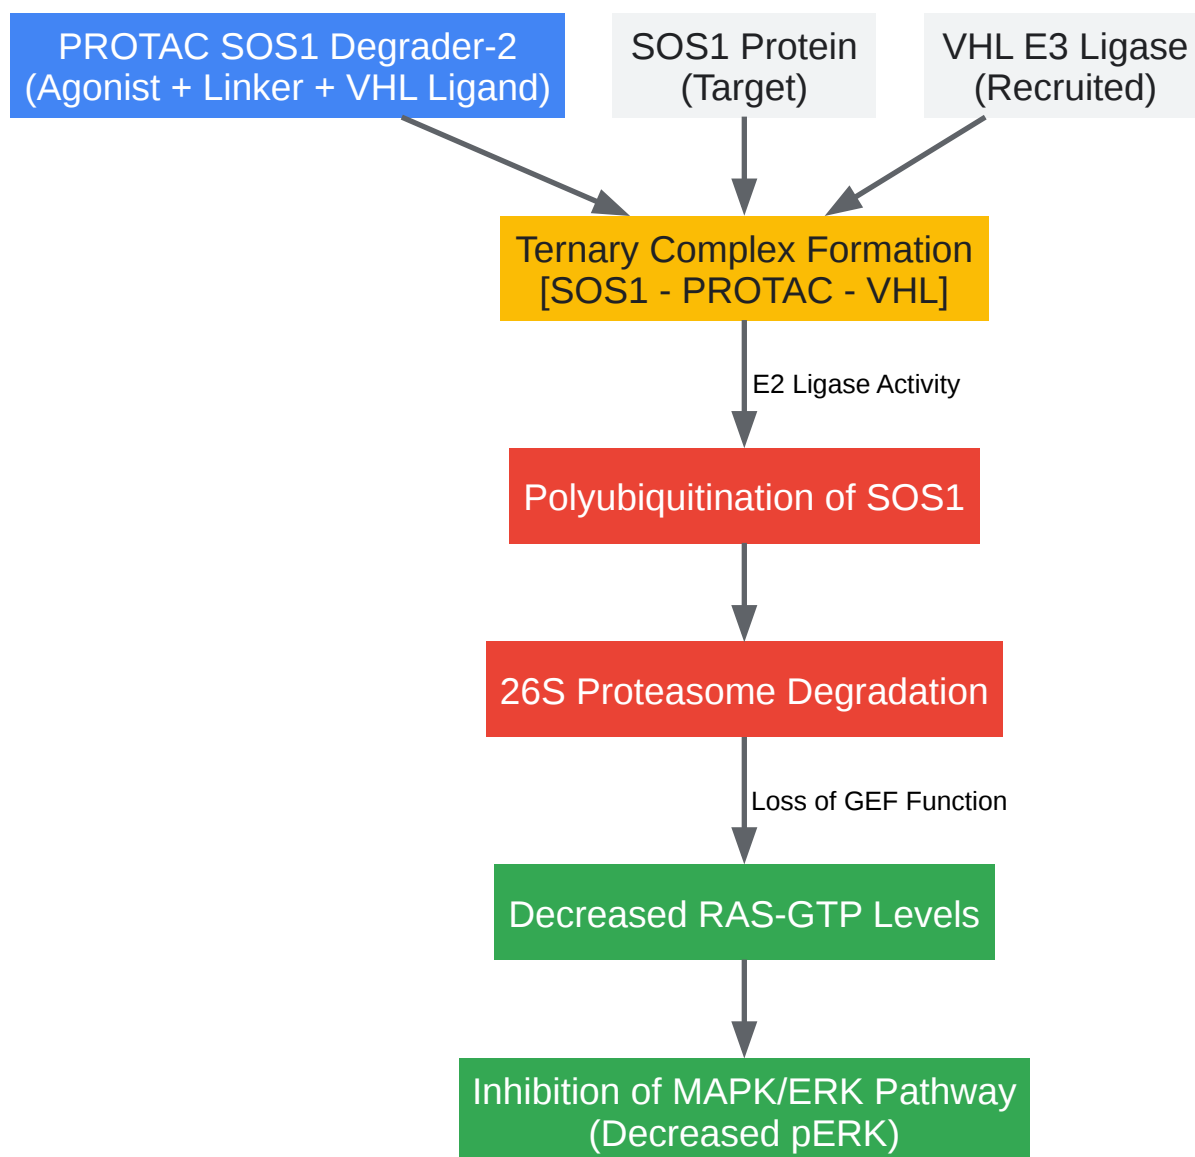 PROTAC SOS1 Degrader-2
(Agonist + Linker + VHL Ligand)
SOS1 Protein
(Target)
VHL E3 Ligase
(Recruited)
Ternary Complex Formation
[SOS1 - PROTAC - VHL]
E2 Ligase Activity
Polyubiquitination of SOS1
26S Proteasome Degradation
Loss of GEF Function
Decreased RAS-GTP Levels
Inhibition of MAPK/ERK Pathway
(Decreased pERK)